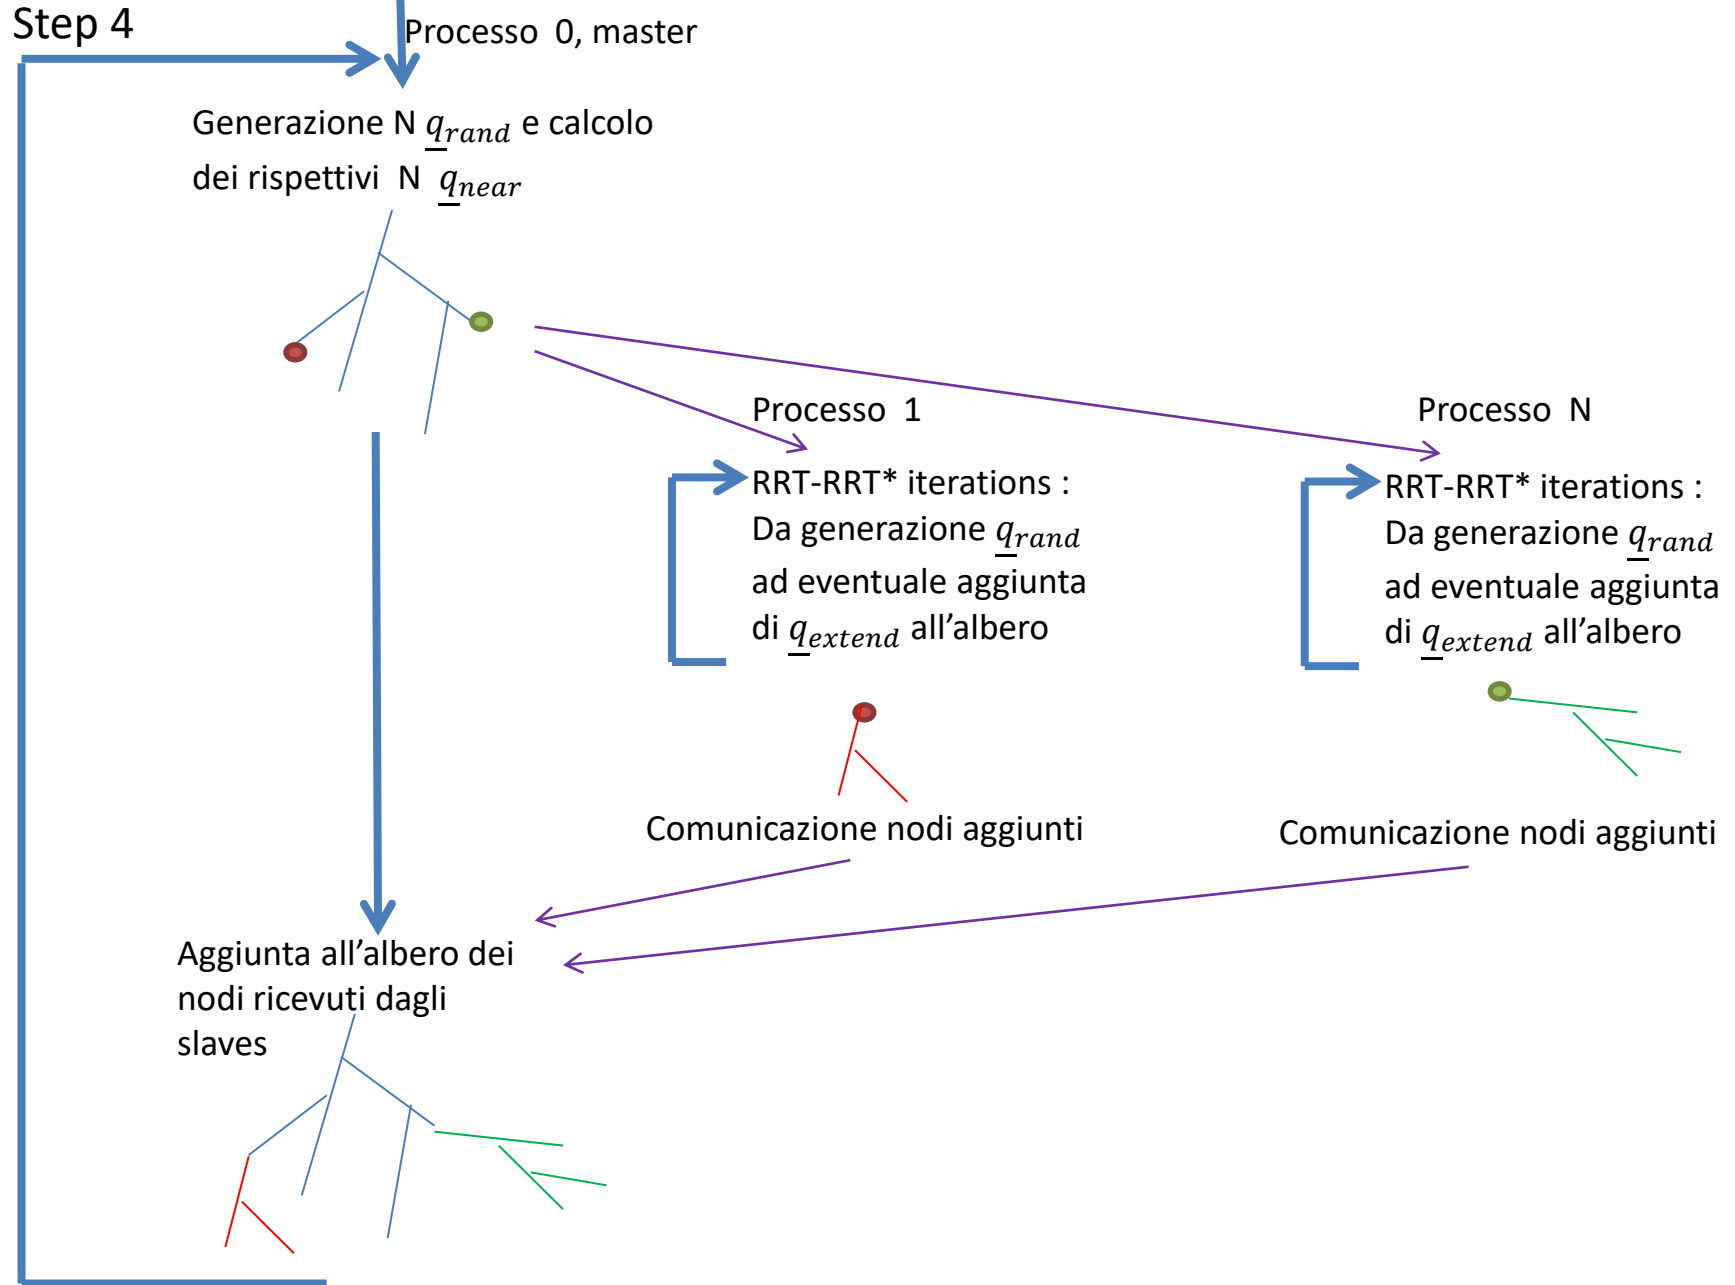 Step 4
Processo 0, master
Generazione N q_rand e calcolo
dei rispettivi N q_near
Processo 1
RRT-RRT* iterations :
Da generazione q_rand
ad eventuale aggiunta
di q_extend all’albero
Comunicazione nodi aggiunti
Processo N
RRT-RRT* iterations :
Da generazione q_rand
ad eventuale aggiunta
di q_extend all’albero
Comunicazione nodi aggiunti
Aggiunta all’albero dei
nodi ricevuti dagli
slaves